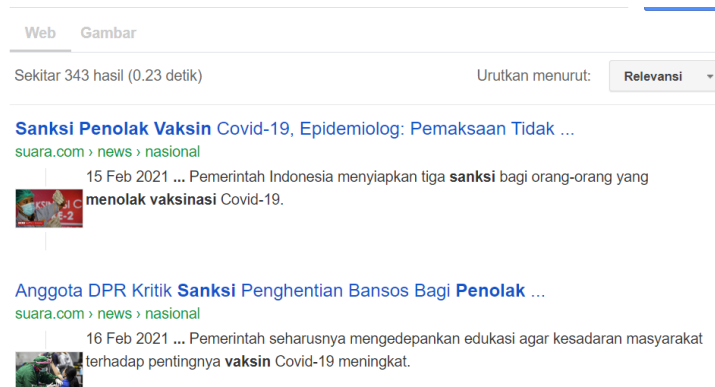 Web Gambar
Sekitar 343 hasil (0.23 detik) Urutkan menurut: Relevansi
Sanksi Penolak Vaksin Covid-19, Epidemiolog: Pemaksaan Tidak ...
suara.com › news › nasional
15 Feb 2021 ... Pemerintah Indonesia menyiapkan tiga sanksi bagi orang-orang yang
menolak vaksinasi Covid-19.
Anggota DPR Kritik Sanksi Penghentian Bansos Bagi Penolak ...
suara.com › news › nasional
16 Feb 2021 ... Pemerintah seharusnya mengedepankan edukasi agar kesadaran masyarakat
terhadap pentingnya vaksin Covid-19 meningkat.